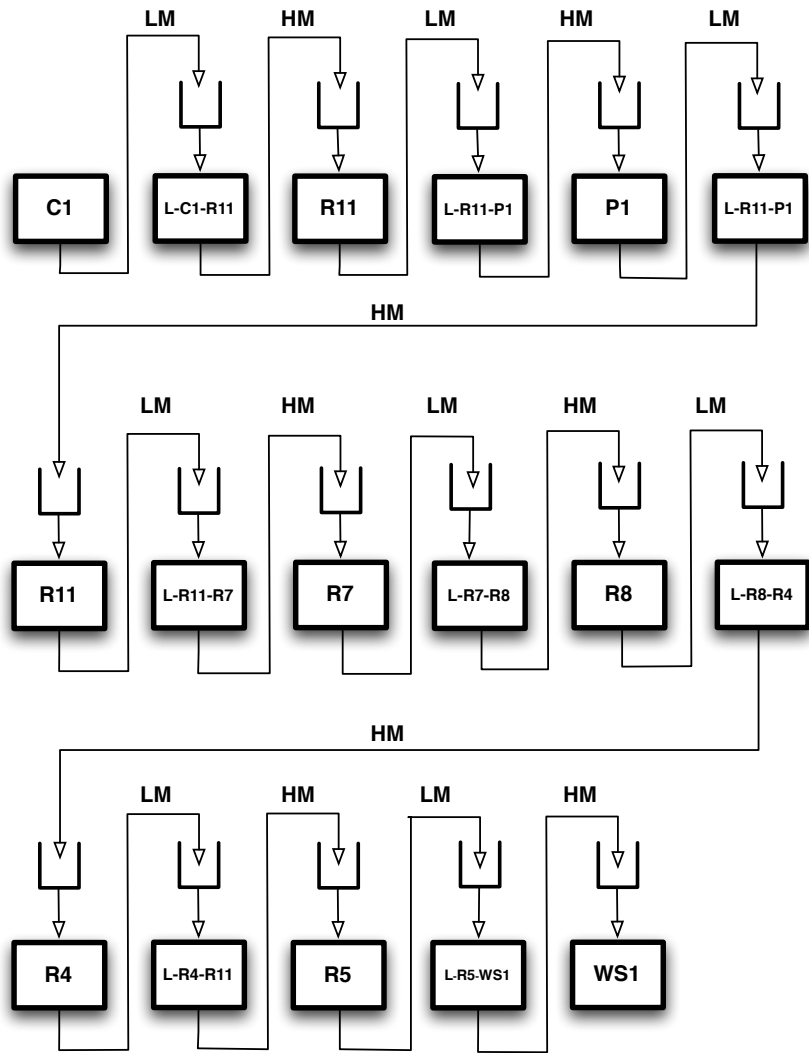 LM HM LM HM LM
C1 L-C1-R11 R11 L-R11-P1 P1 L-R11-P1
HM
LM HM LM HM LM
R11 L-R11-R7 R7 L-R7-R8 R8 L-R8-R4
HM
LM HM LM HM
R4 L-R4-R11 R5 L-R5-WS1 WS1